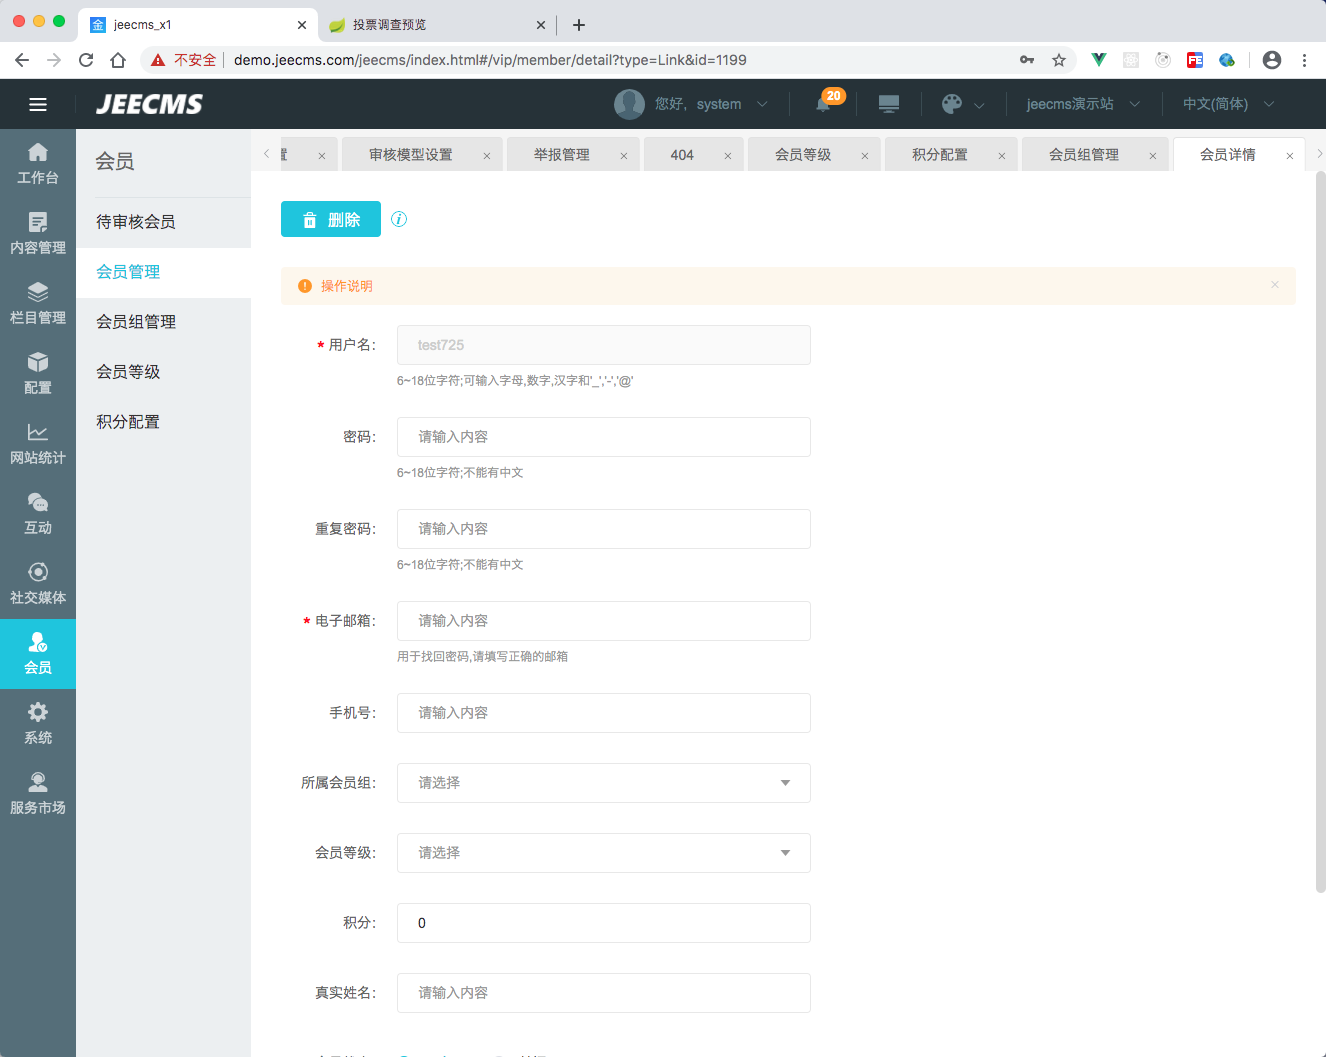 金 jeecms_x1
投票调查预览
不安全 demo.jeecms.com/jeecms/index.html#/vip/member/detail?type=Link&id=1199
FE
JEECMS
您好，system
20
jeecms演示站
中文(简体)
工作台
内容管理
栏目管理
配置
网站统计
互动
社交媒体
会员
系统
服务市场
会员
待审核会员
会员管理
会员组管理
会员等级
积分配置
置
审核模型设置
举报管理
404
会员等级
积分配置
会员组管理
会员详情
删除
操作说明
* 用户名：
test725
6~18位字符;可输入字母,数字,汉字和'_','-','@'
密码：
请输入内容
6~18位字符;不能有中文
重复密码：
请输入内容
6~18位字符;不能有中文
* 电子邮箱：
请输入内容
用于找回密码,请填写正确的邮箱
手机号：
请输入内容
所属会员组：
请选择
会员等级：
请选择
积分：
0
真实姓名：
请输入内容